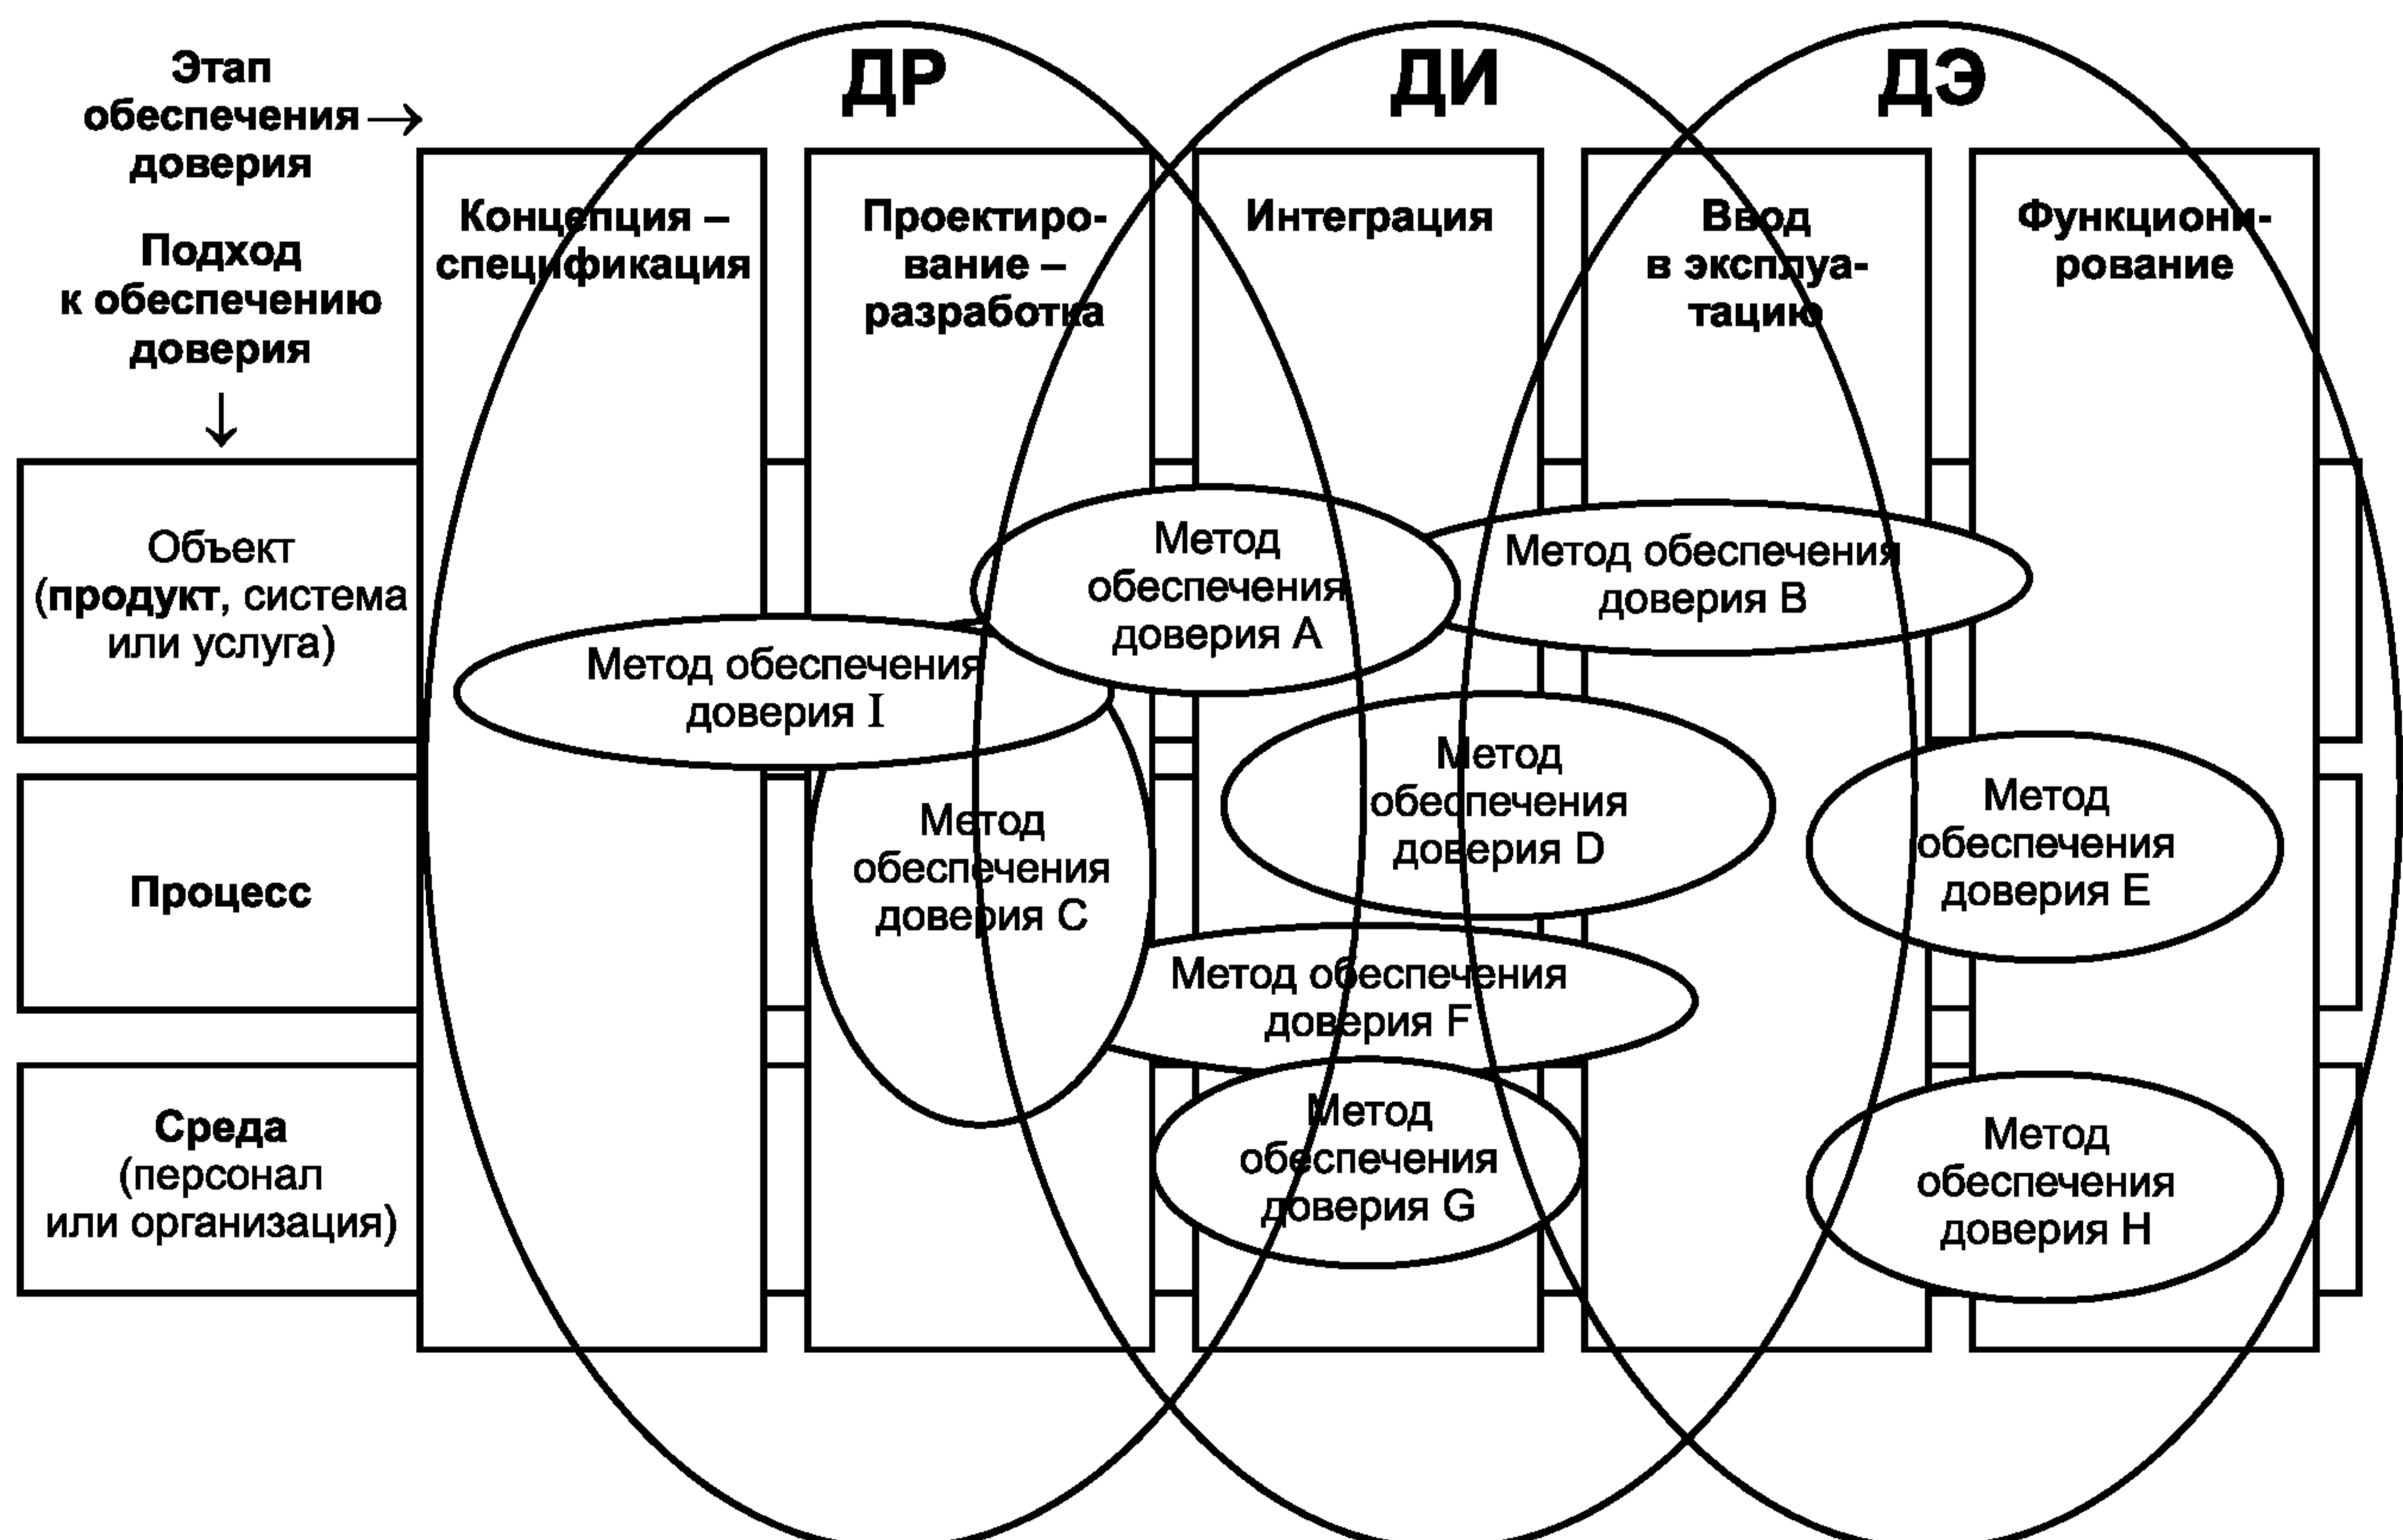 ДР
ДИ
ДЭ
Этап
обеспечения →
доверия
Подход
к обеспечению
доверия
↓
Концепция –
спецификация
Проектиро-
вание –
разработка
Интеграция
Ввод
в эксплуа-
тацию
Функциони-
рование
Объект
(продукт, система
или услуга)
Метод
обеспечения
доверия A
Метод обеспечения
доверия B
Метод обеспечения
доверия I
Процесс
Метод
обеспечения
доверия C
Метод
обеспечения
доверия D
Метод
обеспечения
доверия E
Метод обеспечения
доверия F
Среда
(персонал
или организация)
Метод
обеспечения
доверия G
Метод
обеспечения
доверия H